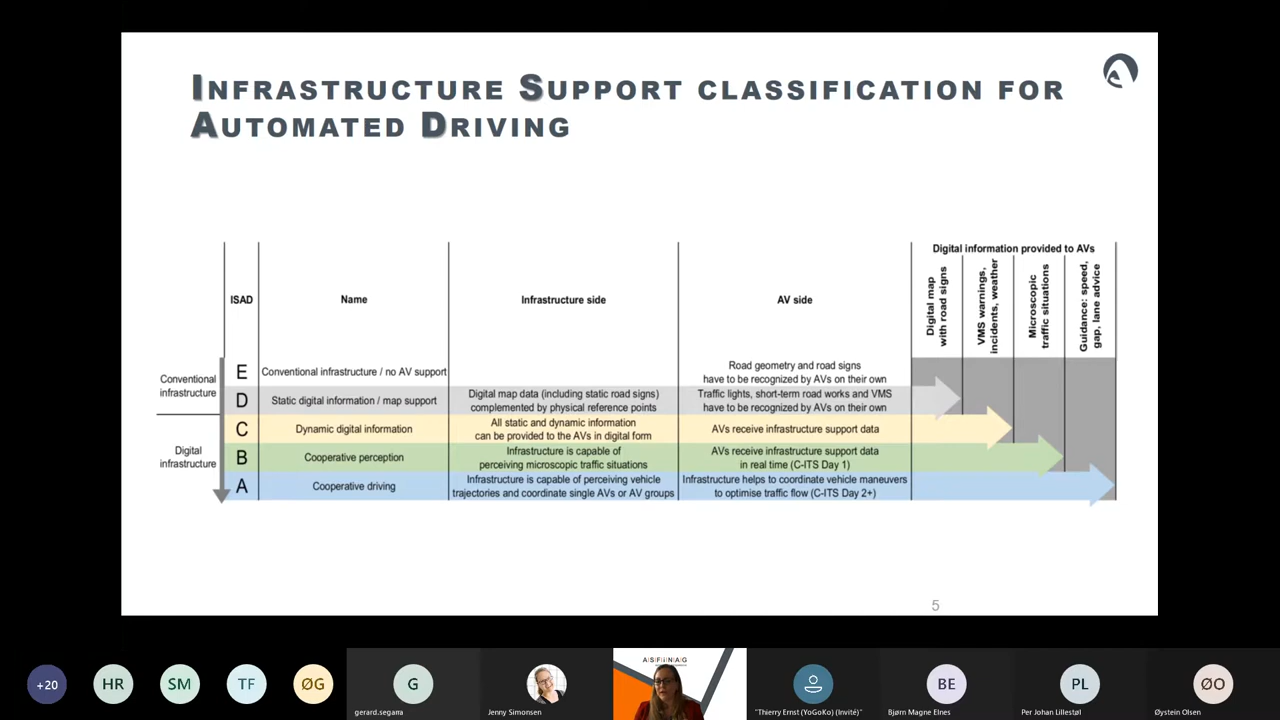 INFRASTRUCTURE SUPPORT CLASSIFICATION FOR
AUTOMATED DRIVING
Digital information provided to AVs
ISAD
Name
Infrastructure side
AV side
Digital map
with road signs
VMS warnings,
incidents, weather
Microscopic
traffic situations
Guidance: speed,
gap, lane advice
Conventional
infrastructure
E
Conventional infrastructure / no AV support
Road geometry and road signs
have to be recognized by AVs on their own
D
Static digital information / map support
Digital map data (including static road signs)
complemented by physical reference points
Traffic lights, short-term road works and VMS
have to be recognized by AVs on their own
Digital
infrastructure
C
Dynamic digital information
All static and dynamic information
can be provided to the AVs in digital form
AVs receive infrastructure support data
B
Cooperative perception
Infrastructure is capable of
perceiving microscopic traffic situations
AVs receive infrastructure support data
in real time (C-ITS Day 1)
A
Cooperative driving
Infrastructure is capable of perceiving vehicle
trajectories and coordinate single AVs or AV groups
Infrastructure helps to coordinate vehicle maneuvers
to optimise traffic flow (C-ITS Day 2+)
5
+20
HR
SM
TF
ØG
G
gerard.segarra
Jenny Simonsen
ASFINAG
"Thierry Ernst (YoGoKo) (Invité)"
BE
Bjørn Magne Elnes
PL
Per Johan Lillestøl
ØO
Øystein Olsen